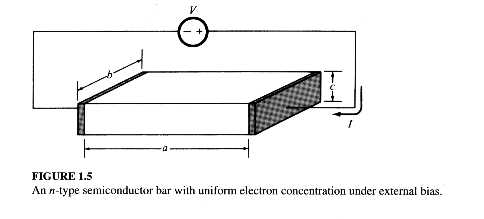 V
- +
b
c
I
a
FIGURE 1.5
An n-type semiconductor bar with uniform electron concentration under external bias.